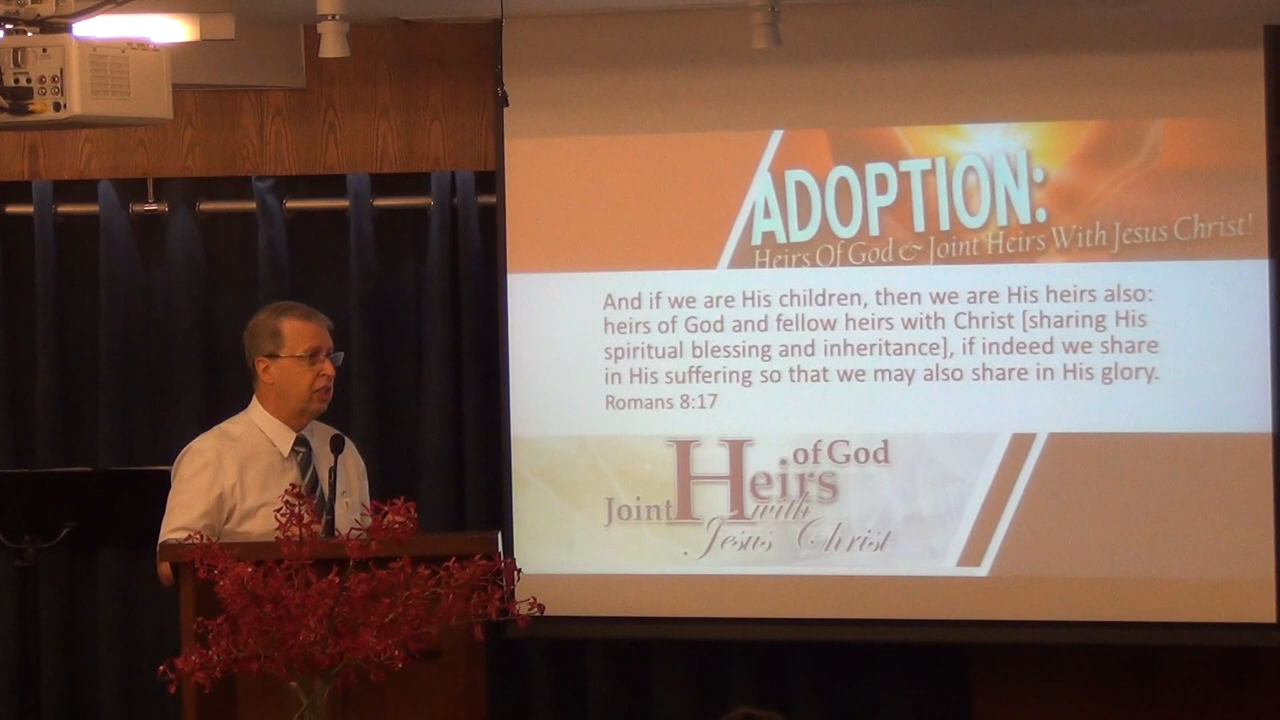 ADOPTION:
Heirs Of God & Joint Heirs With Jesus Christ!
And if we are His children, then we are His heirs also:
heirs of God and fellow heirs with Christ [sharing His
spiritual blessing and inheritance], if indeed we share
in His suffering so that we may also share in His glory.
Romans 8:17
of God
Joint Heirs
with
Jesus Christ